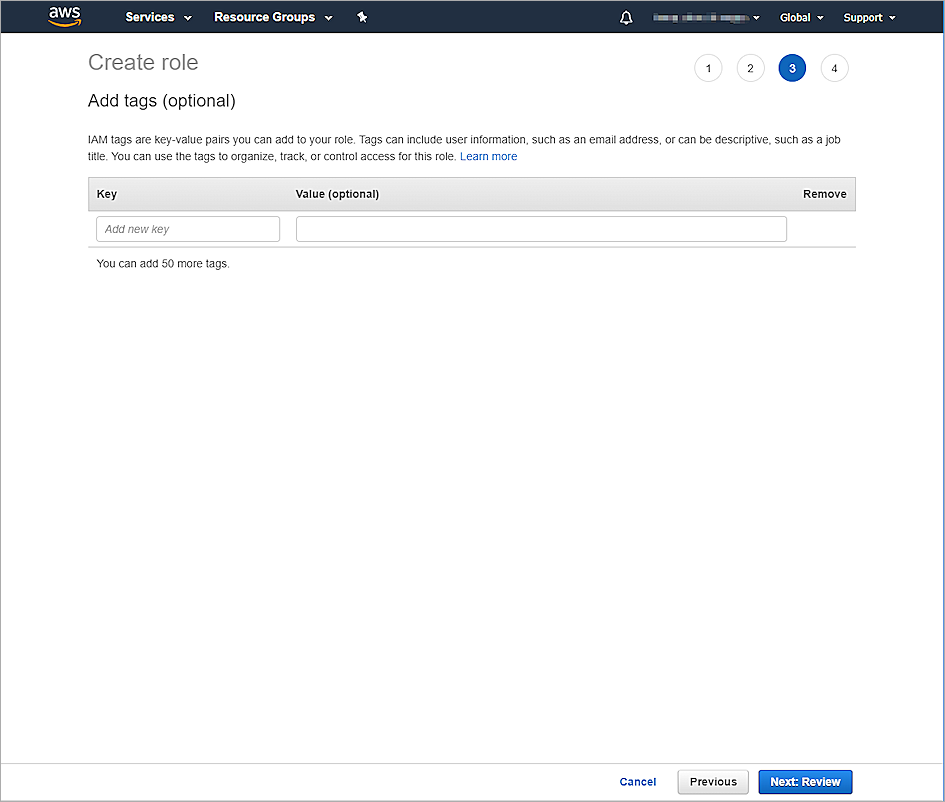 aws Services Resource Groups Global Support
Create role
1 2 3 4
Add tags (optional)
IAM tags are key-value pairs you can add to your role. Tags can include user information, such as an email address, or can be descriptive, such as a job
title. You can use the tags to organize, track, or control access for this role. Learn more
Key Value (optional) Remove
Add new key
You can add 50 more tags.
Cancel Previous Next: Review